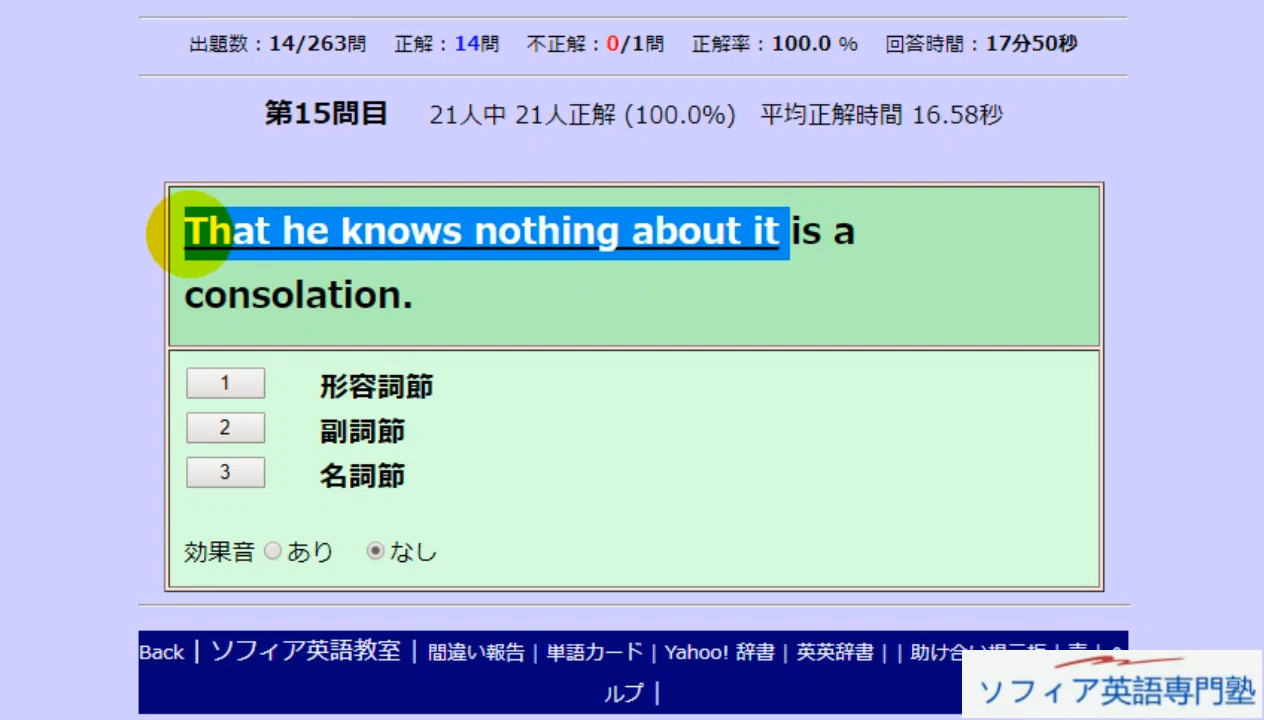 出題数：14/263問　正解：14問　不正解：0/1問　正解率：100.0 %　回答時間：17分50秒
第15問目　21人中 21人正解 (100.0%)　平均正解時間 16.58秒
That he knows nothing about it is a
consolation.
1　形容詞節
2　副詞節
3　名詞節
効果音 あり　なし
Back | ソフィア英語教室 | 間違い報告 | 単語カード | Yahoo! 辞書 | 英英辞書 | | 助け合い
ルプ |
ソフィア英語専門塾